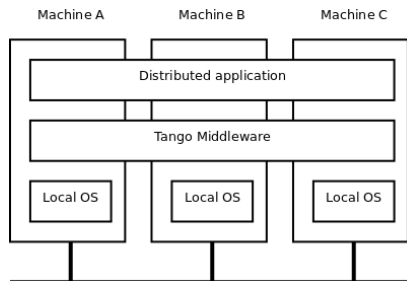 Machine A Machine B Machine C
Distributed application
Tango Middleware
Local OS Local OS Local OS